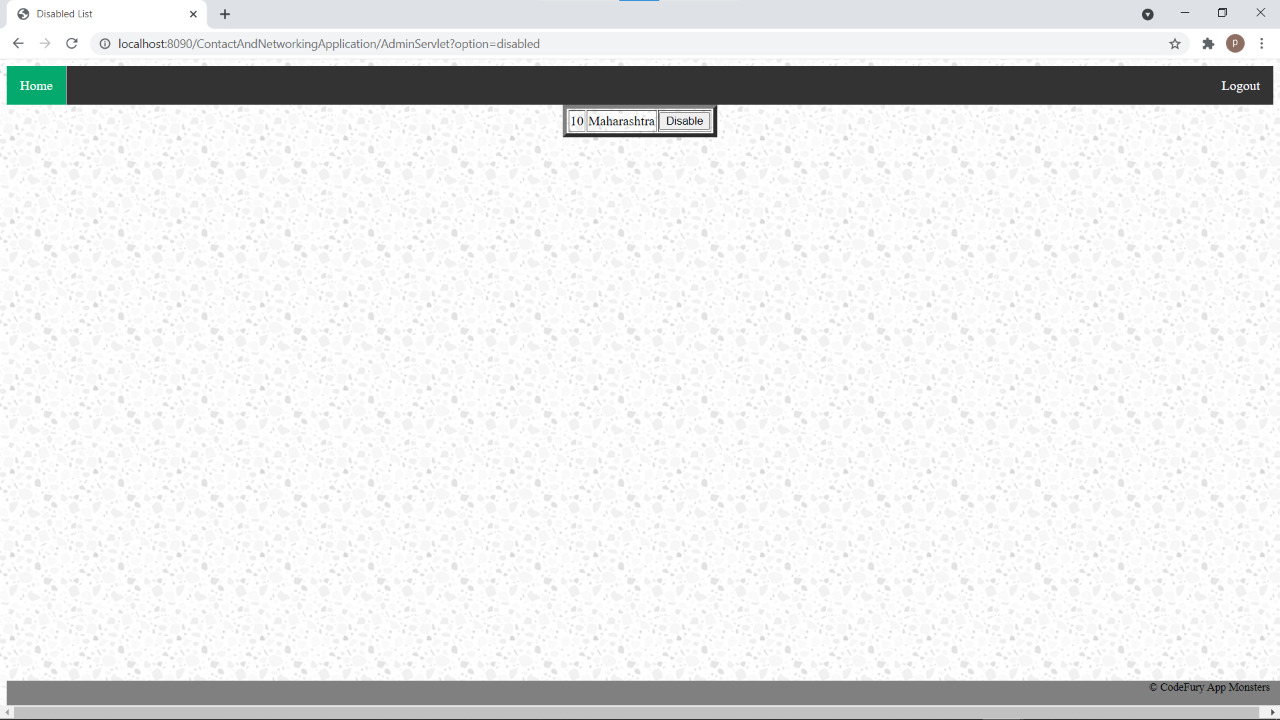 Disabled List
localhost:8090/ContactAndNetworkingApplication/AdminServlet?option=disabled
P
Home Logout
10 Maharashtra Disable
© CodeFury App Monsters